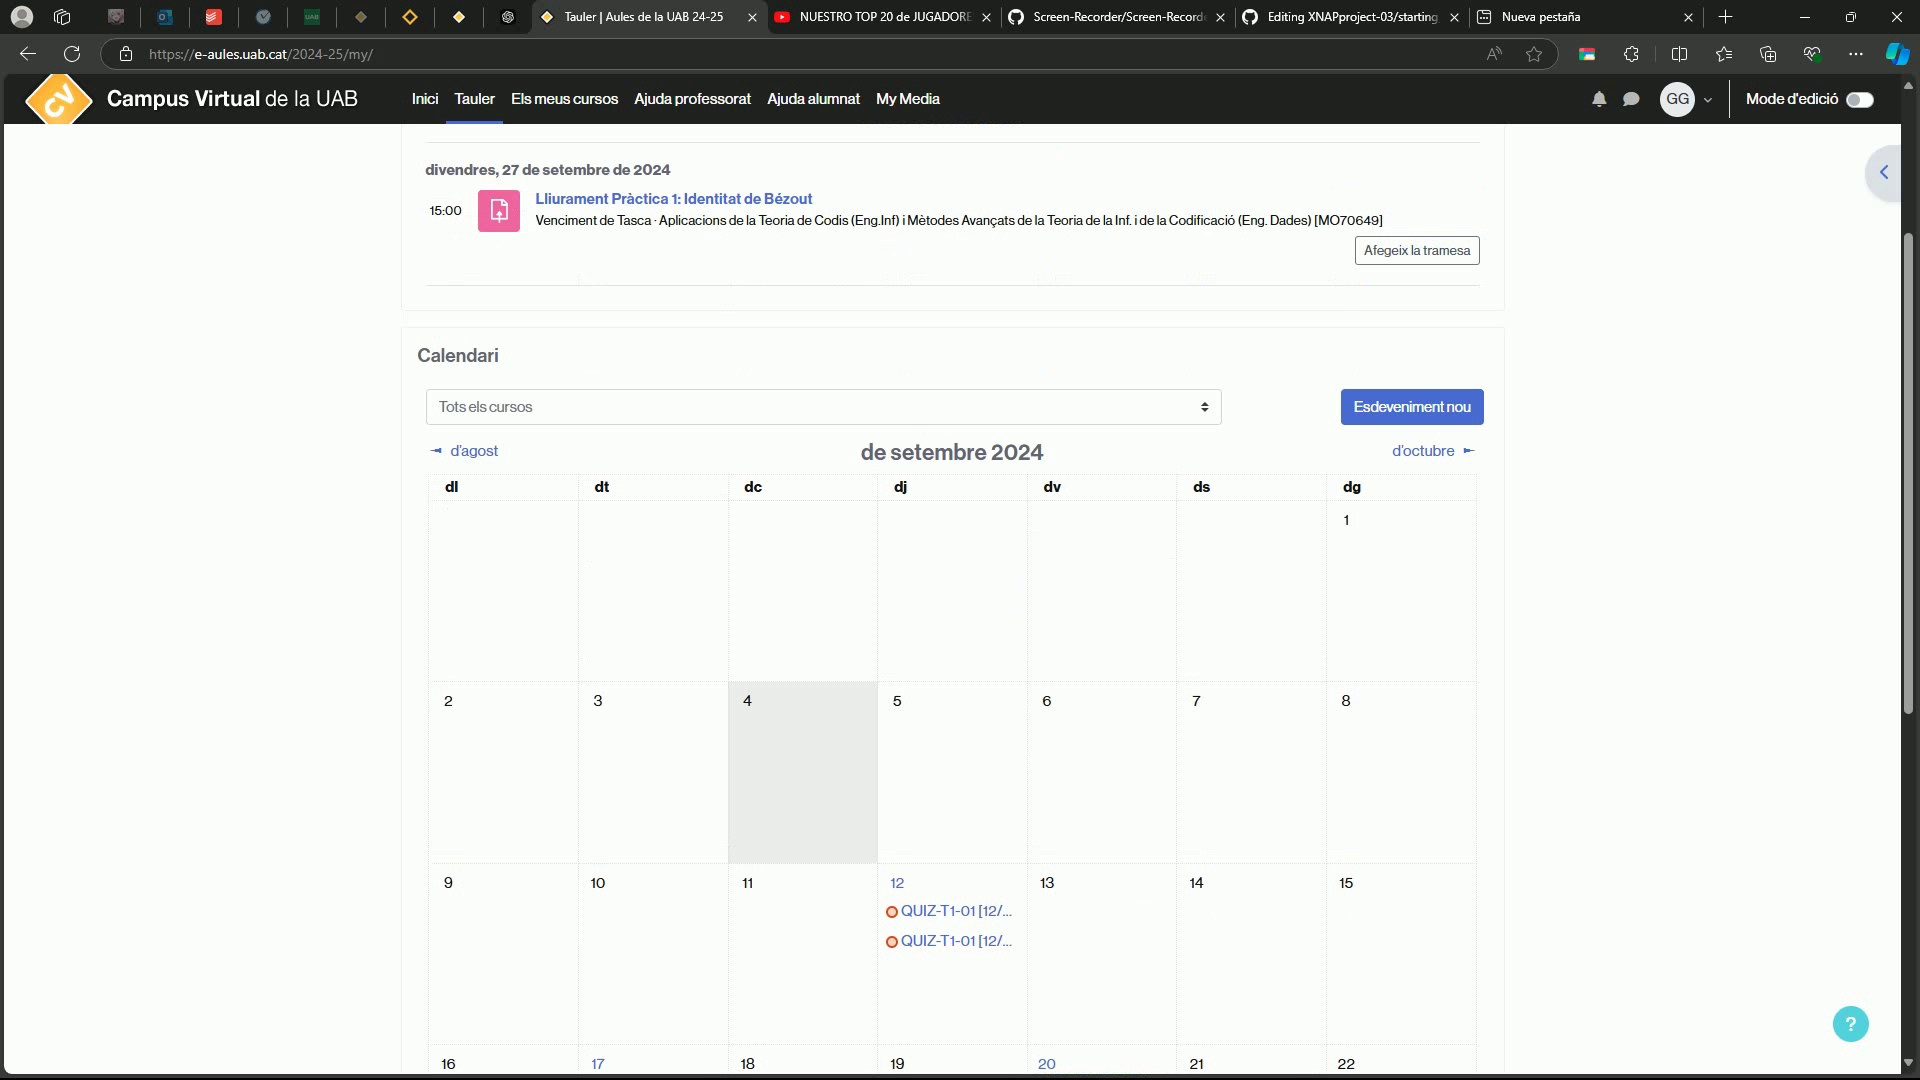 Tauler | Aules de la UAB 24-25
NUESTRO TOP 20 de JUGADORE
Screen-Recorder/Screen-Recorde
Editing XNAPproject-03/starting
Nueva pestaña
https://e-aules.uab.cat/2024-25/my/
CV
Campus Virtual de la UAB
Inici
Tauler
Els meus cursos
Ajuda professorat
Ajuda alumnat
My Media
GG
Mode d'edició
divendres, 27 de setembre de 2024
15:00
Lliurament Pràctica 1: Identitat de Bézout
Venciment de Tasca · Aplicacions de la Teoria de Codis (Eng.Inf) i Mètodes Avançats de la Teoria de la Inf. i de la Codificació (Eng. Dades) [MO70649]
Afegeix la tramesa
Calendari
Tots els cursos
Esdeveniment nou
◄ d'agost
de setembre 2024
d'octubre ►
dl dt dc dj dv ds dg
1
2 3 4 5 6 7 8
9 10 11 12 13 14 15
QUIZ-T1-01 [12/...
QUIZ-T1-01 [12/...
16 17 18 19 20 21 22
?